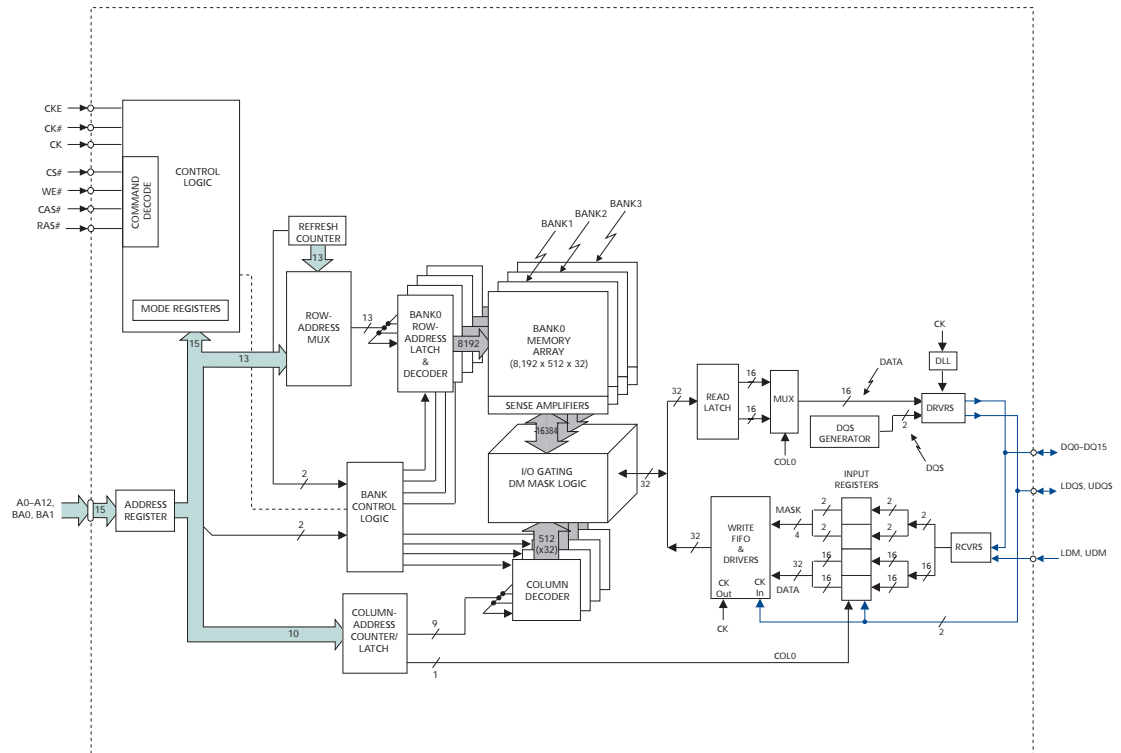 CKE
CK#
CK
CS#
WE#
CAS#
RAS#
COMMAND
DECODE
CONTROL
LOGIC
MODE REGISTERS
REFRESH
COUNTER
13
ROW-
ADDRESS
MUX
13
15
13
BANK0
ROW-
ADDRESS
LATCH
&
DECODER
8192
BANK1
BANK2
BANK3
BANK0
MEMORY
ARRAY
(8,192 x 512 x 32)
SENSE AMPLIFIERS
16384
I/O GATING
DM MASK LOGIC
32
512
(x32)
COLUMN
DECODER
A0–A12,
BA0, BA1
15
ADDRESS
REGISTER
2
2
BANK
CONTROL
LOGIC
10
COLUMN-
ADDRESS
COUNTER/
LATCH
9
1
COL0
32
READ
LATCH
16
16
MUX
COL0
16
DATA
DQS
GENERATOR
2
DQS
CK
DLL
DRVRS
DQ0–DQ15
LDQS, UDQS
LDM, UDM
RCVRS
INPUT
REGISTERS
32
WRITE
FIFO
&
DRIVERS
CK
Out
CK
In
CK
MASK
4
32
DATA
2
2
16
16
2
2
16
16
2
16
2